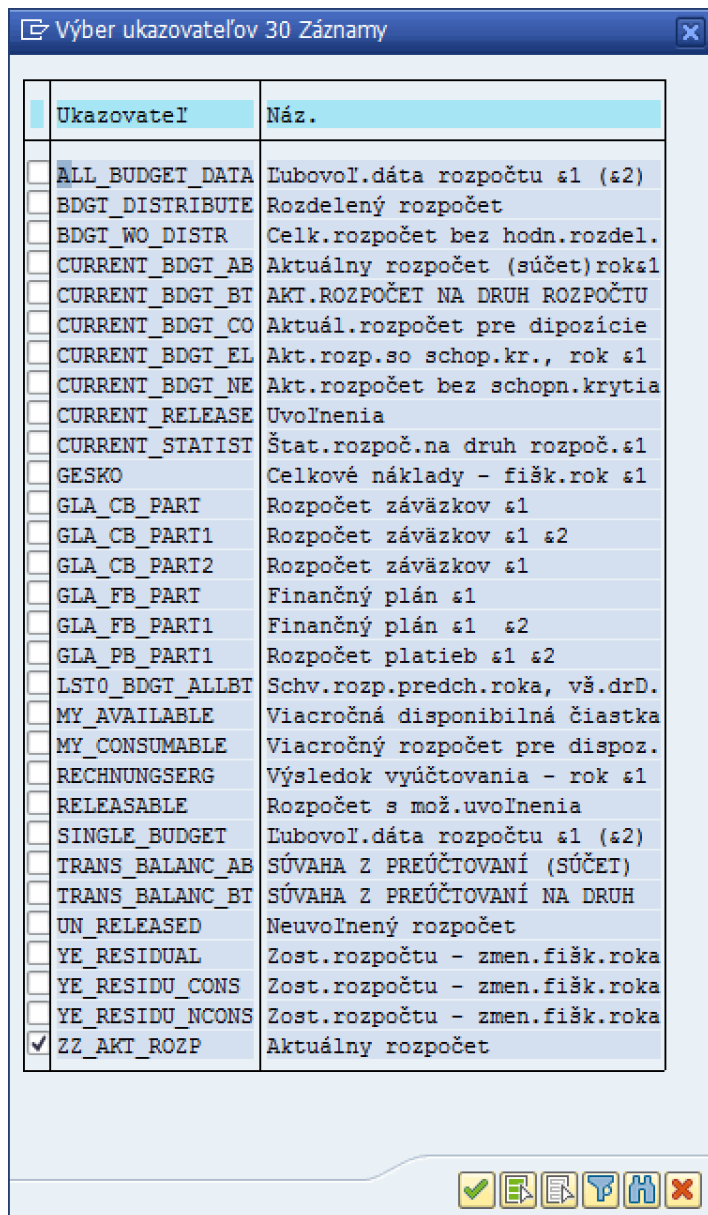 Výber ukazovateľov 30 Záznamy
Ukazovateľ Náz.
ALL_BUDGET_DATA Ľubovoľ.dáta rozpočtu &1 (&2)
BDGT_DISTRIBUTE Rozdelený rozpočet
BDGT_WO_DISTR Celk.rozpočet bez hodn.rozdel.
CURRENT_BDGT_AB Aktuálny rozpočet (súčet)rok&1
CURRENT_BDGT_BT AKT.ROZPOČET NA DRUH ROZPOČTU
CURRENT_BDGT_CO Aktuál.rozpočet pre dipozície
CURRENT_BDGT_EL Akt.rozp.so schop.kr., rok &1
CURRENT_BDGT_NE Akt.rozpočet bez schopn.krytia
CURRENT_RELEASE Uvoľnenia
CURRENT_STATIST Štat.rozpoč.na druh rozpoč.&1
GESKO Celkové náklady - fišk.rok &1
GLA_CB_PART Rozpočet záväzkov &1
GLA_CB_PART1 Rozpočet záväzkov &1 &2
GLA_CB_PART2 Rozpočet záväzkov &1
GLA_FB_PART Finančný plán &1
GLA_FB_PART1 Finančný plán &1  &2
GLA_PB_PART1 Rozpočet platieb &1 &2
LST0_BDGT_ALLBT Schv.rozp.predch.roka, vš.drD.
MY_AVAILABLE Viacročná disponibilná čiastka
MY_CONSUMABLE Viacročný rozpočet pre dispoz.
RECHNUNGSERG Výsledok vyúčtovania - rok &1
RELEASABLE Rozpočet s mož.uvoľnenia
SINGLE_BUDGET Ľubovoľ.dáta rozpočtu &1 (&2)
TRANS_BALANC_AB SÚVAHA Z PREÚČTOVANÍ (SÚČET)
TRANS_BALANC_BT SÚVAHA Z PREÚČTOVANÍ NA DRUH
UN_RELEASED Neuvoľnený rozpočet
YE_RESIDUAL Zost.rozpočtu - zmen.fišk.roka
YE_RESIDU_CONS Zost.rozpočtu - zmen.fišk.roka
YE_RESIDU_NCONS Zost.rozpočtu - zmen.fišk.roka
ZZ_AKT_ROZP Aktuálny rozpočet